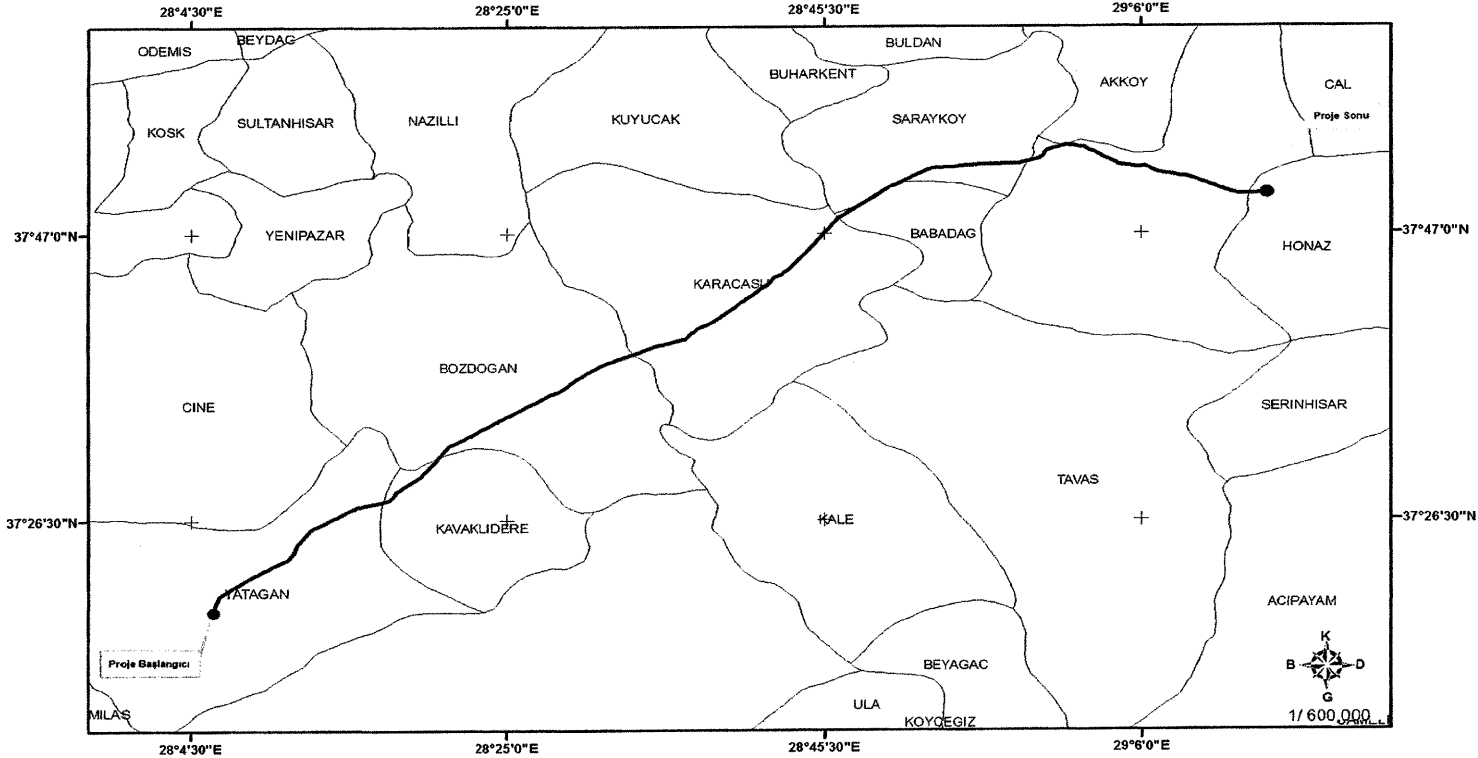 28°4'30"E 28°25'0"E 28°45'30"E 29°6'0"E
ODEMIS
BEYDAG
BULDAN
BUHARKENT
AKKOY
CAL
KOSK
SULTANHISAR
NAZILLI
KUYUCAK
SARAYKOY
Proje Sonu
37°47'0"N
YENIPAZAR
BABADAG
HONAZ
37°47'0"N
KARACASU
BOZDOGAN
CINE
SERINHISAR
TAVAS
37°26'30"N
KAVAKLIDERE
KALE
37°26'30"N
YATAGAN
ACIPAYAM
Proje Başlangıcı
BEYAGAC
K
B D
G
MILAS
ULA
KOYCEGIZ
1/ 600.000
28°4'30"E 28°25'0"E 28°45'30"E 29°6'0"E